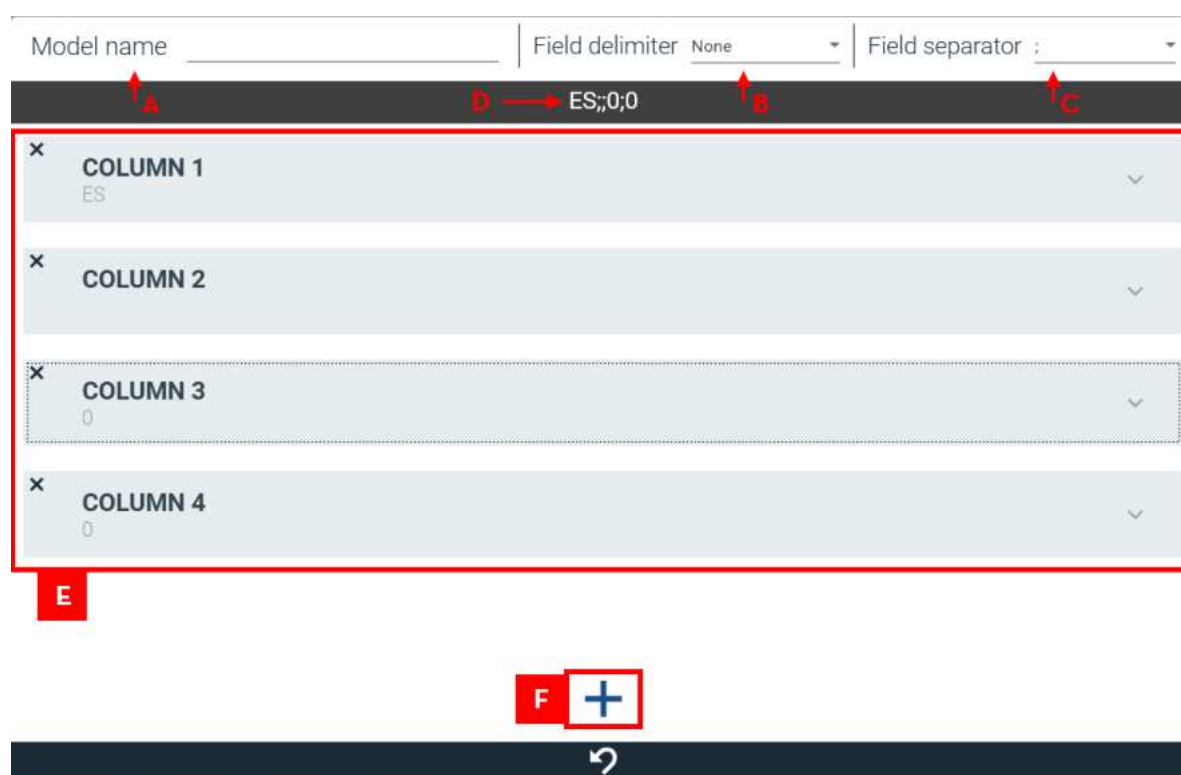 Model name Field delimiter None Field separator ;
A D ES;;0;0 B C
COLUMN 1
ES
COLUMN 2
COLUMN 3
0
COLUMN 4
0
E
F